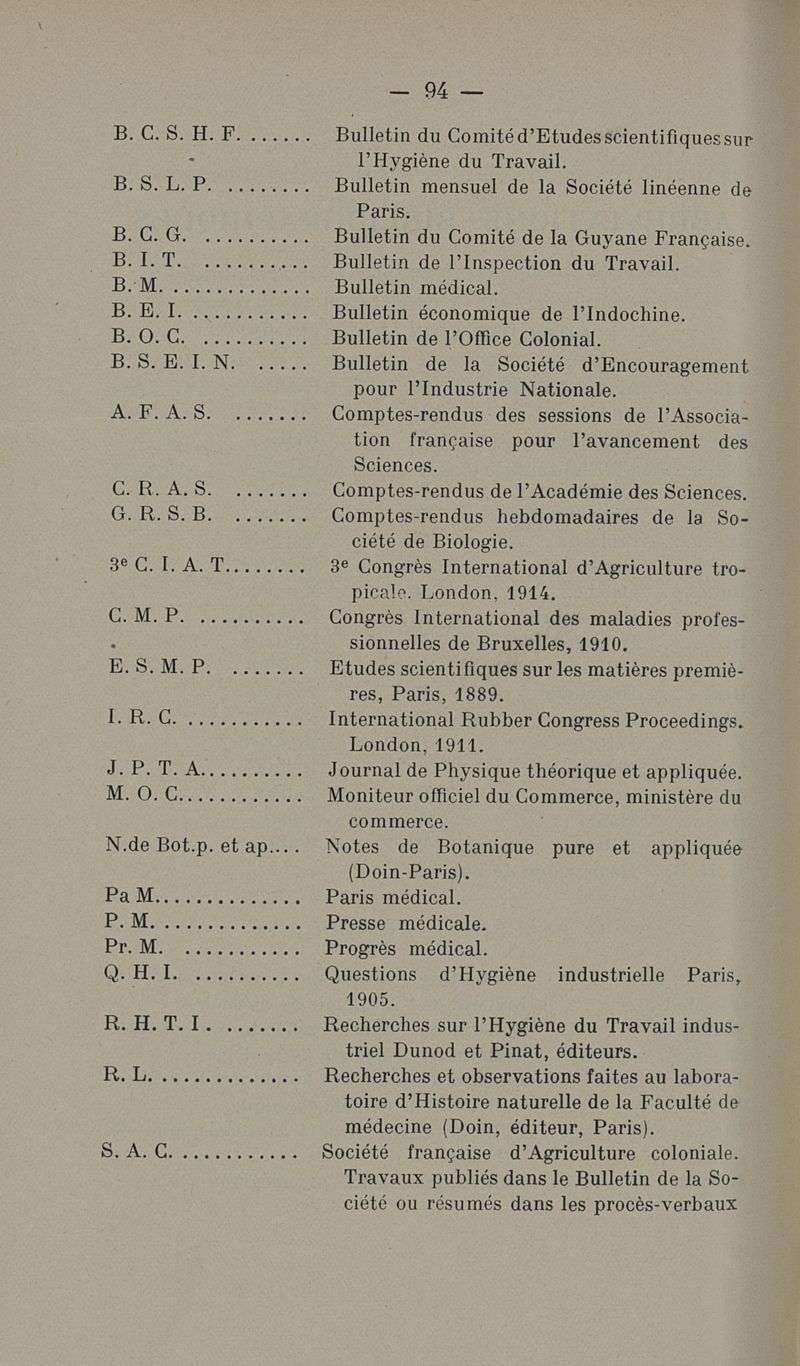 — 94 —
B. C. S. H. F. ...... Bulletin du Comité d'Etudes scientifiques sur
l'Hygiène du Travail.
B. S. L. P. ........ Bulletin mensuel de la Société linéenne de
Paris.
B. C. G. .......... Bulletin du Comité de la Guyane Française.
B. I. T. .......... Bulletin de l'Inspection du Travail.
B. M. ............. Bulletin médical.
B. E. I. ........... Bulletin économique de l'Indochine.
B. O. C. .......... Bulletin de l'Office Colonial.
B. S. E. I. N. ..... Bulletin de la Société d'Encouragement
pour l'Industrie Nationale.
A. F. A. S. ....... Comptes-rendus des sessions de l'Associa-
tion française pour l'avancement des
Sciences.
C. R. A. S. ....... Comptes-rendus de l'Académie des Sciences.
G. R. S. B. ....... Comptes-rendus hebdomadaires de la So-
ciété de Biologie.
3e C. I. A. T........ 3e Congrès International d'Agriculture tro-
picale. London, 1914.
C. M. P. .......... Congrès International des maladies profes-
sionnelles de Bruxelles, 1910.
E. S. M. P. ....... Etudes scientifiques sur les matières premiè-
res, Paris, 1889.
I. R. C. ........... International Rubber Congress Proceedings.
London, 1911.
J. P. T. A.......... Journal de Physique théorique et appliquée.
M. O. C............ Moniteur officiel du Commerce, ministère du
commerce.
N.de Bot.p. et ap.... Notes de Botanique pure et appliquée
(Doin-Paris).
Pa M.............. Paris médical.
P. M. ............. Presse médicale.
Pr. M. ........... Progrès médical.
Q. H. I. .......... Questions d'Hygiène industrielle Paris,
1905.
R. H. T. I. ....... Recherches sur l'Hygiène du Travail indus-
triel Dunod et Pinat, éditeurs.
R. L. ............. Recherches et observations faites au labora-
toire d'Histoire naturelle de la Faculté de
médecine (Doin, éditeur, Paris).
S. A. C. ........... Société française d'Agriculture coloniale.
Travaux publiés dans le Bulletin de la So-
ciété ou résumés dans les procès-verbaux